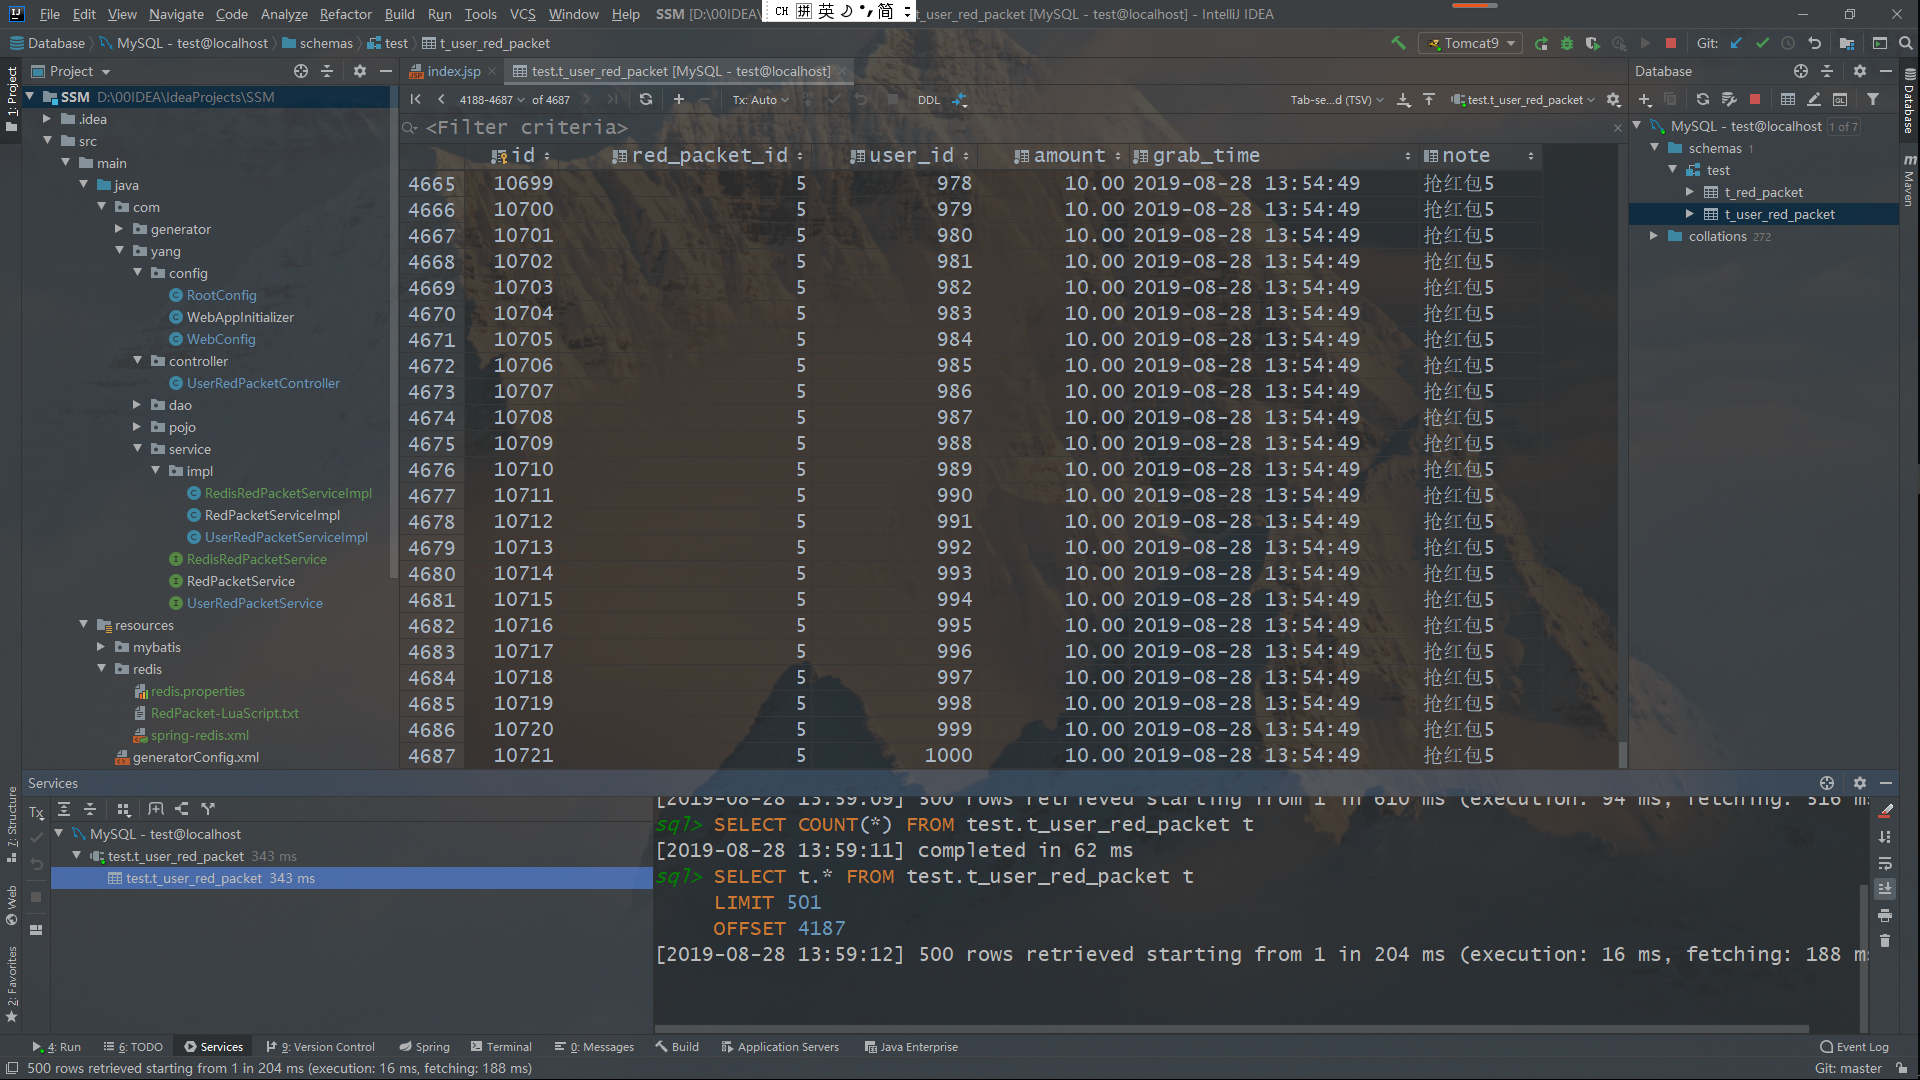 File Edit View Navigate Code Analyze Refactor Build Run Tools VCS Window Help SSM [D:\00IDEA\
CH 拼 英 简
_user_red_packet [MySQL - test@localhost] - IntelliJ IDEA
Database MySQL - test@localhost schemas test t_user_red_packet
Tomcat9 Git:
Project
index.jsp test.t_user_red_packet [MySQL - test@localhost]
Database
SSM D:\00IDEA\IdeaProjects\SSM
.idea
src
main
java
com
generator
yang
config
RootConfig
WebAppInitializer
WebConfig
controller
UserRedPacketController
dao
pojo
service
impl
RedisRedPacketServiceImpl
RedPacketServiceImpl
UserRedPacketServiceImpl
RedisRedPacketService
RedPacketService
UserRedPacketService
resources
mybatis
redis
redis.properties
RedPacket-LuaScript.txt
spring-redis.xml
generatorConfig.xml
4188-4687 of 4687 Tx: Auto DDL Tab-se...d (TSV) test.t_user_red_packet
<Filter criteria>
id red_packet_id user_id amount grab_time note
4665 10699 5 978 10.00 2019-08-28 13:54:49 抢红包5
4666 10700 5 979 10.00 2019-08-28 13:54:49 抢红包5
4667 10701 5 980 10.00 2019-08-28 13:54:49 抢红包5
4668 10702 5 981 10.00 2019-08-28 13:54:49 抢红包5
4669 10703 5 982 10.00 2019-08-28 13:54:49 抢红包5
4670 10704 5 983 10.00 2019-08-28 13:54:49 抢红包5
4671 10705 5 984 10.00 2019-08-28 13:54:49 抢红包5
4672 10706 5 985 10.00 2019-08-28 13:54:49 抢红包5
4673 10707 5 986 10.00 2019-08-28 13:54:49 抢红包5
4674 10708 5 987 10.00 2019-08-28 13:54:49 抢红包5
4675 10709 5 988 10.00 2019-08-28 13:54:49 抢红包5
4676 10710 5 989 10.00 2019-08-28 13:54:49 抢红包5
4677 10711 5 990 10.00 2019-08-28 13:54:49 抢红包5
4678 10712 5 991 10.00 2019-08-28 13:54:49 抢红包5
4679 10713 5 992 10.00 2019-08-28 13:54:49 抢红包5
4680 10714 5 993 10.00 2019-08-28 13:54:49 抢红包5
4681 10715 5 994 10.00 2019-08-28 13:54:49 抢红包5
4682 10716 5 995 10.00 2019-08-28 13:54:49 抢红包5
4683 10717 5 996 10.00 2019-08-28 13:54:49 抢红包5
4684 10718 5 997 10.00 2019-08-28 13:54:49 抢红包5
4685 10719 5 998 10.00 2019-08-28 13:54:49 抢红包5
4686 10720 5 999 10.00 2019-08-28 13:54:49 抢红包5
4687 10721 5 1000 10.00 2019-08-28 13:54:49 抢红包5
MySQL - test@localhost 1 of 7
schemas 1
test
t_red_packet
t_user_red_packet
collations 272
1: Project
7: Structure
Web
2: Favorites
Database
Maven
Services
Tx
MySQL - test@localhost
test.t_user_red_packet 343 ms
test.t_user_red_packet 343 ms
[2019-08-28 13:59:09] 500 rows retrieved starting from 1 in 610 ms (execution: 94 ms, fetching: 516 m
sql> SELECT COUNT(*) FROM test.t_user_red_packet t
[2019-08-28 13:59:11] completed in 62 ms
sql> SELECT t.* FROM test.t_user_red_packet t
LIMIT 501
OFFSET 4187
[2019-08-28 13:59:12] 500 rows retrieved starting from 1 in 204 ms (execution: 16 ms, fetching: 188 m
4: Run 6: TODO Services 9: Version Control Spring Terminal 0: Messages Build Application Servers Java Enterprise Event Log
500 rows retrieved starting from 1 in 204 ms (execution: 16 ms, fetching: 188 ms) Git: master